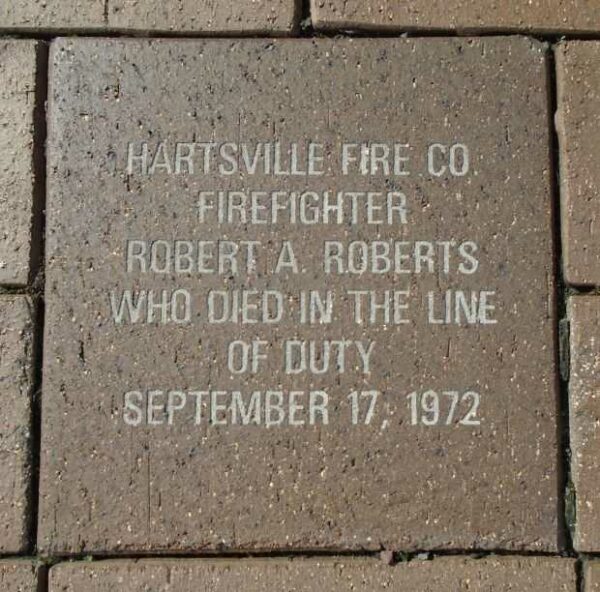 HARTSVILLE FIRE CO.
FIREFIGHTER
ROBERT A. ROBERTS
WHO DIED IN THE LINE
OF DUTY
SEPTEMBER 17, 1972